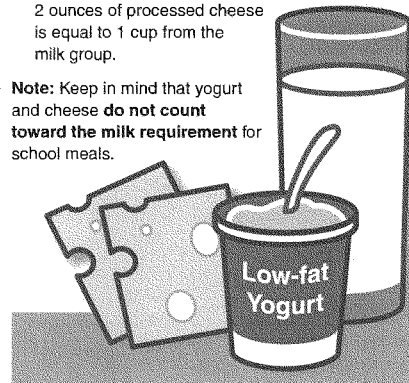 2 ounces of processed cheese
is equal to 1 cup from the
milk group.
Note: Keep in mind that yogurt
and cheese do not count
toward the milk requirement for
school meals.
Low-fat
Yogurt